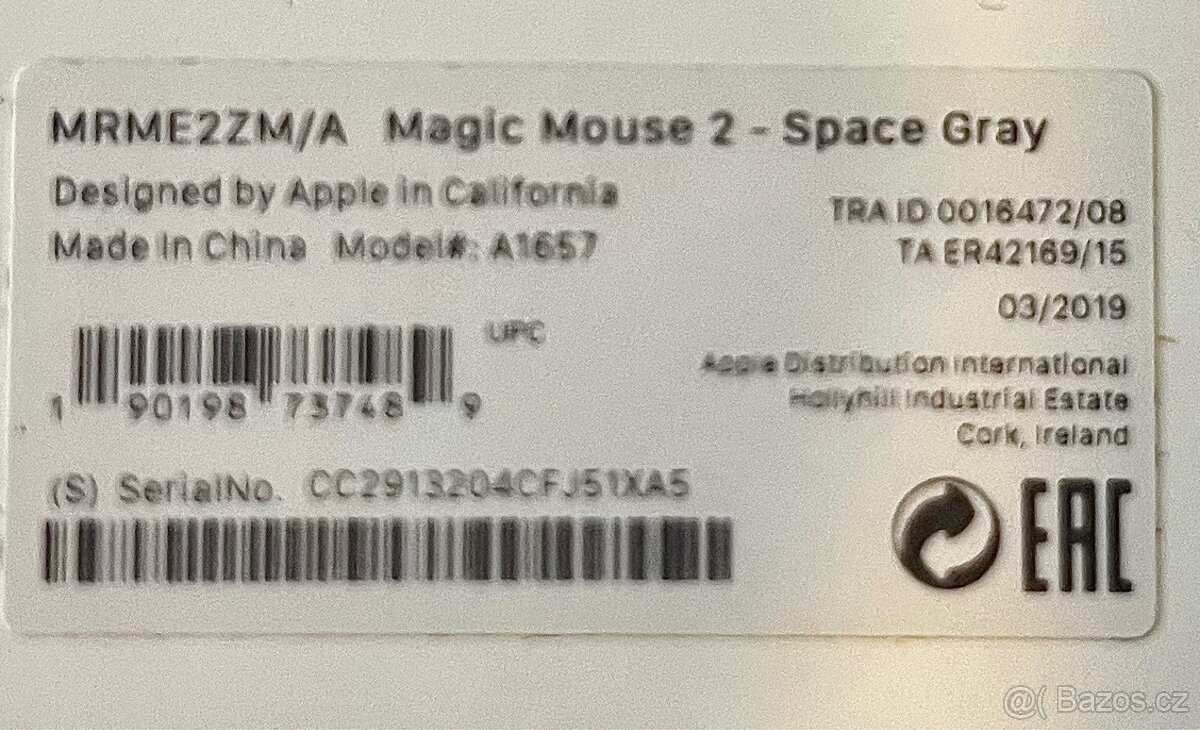 MRME2ZM/A Magic Mouse 2 - Space Gray
Designed by Apple in California
Made in China Model#: A1657
TRA ID 0016472/08
TA ER42169/15
03/2019
UPC
1 90198 73748 9
Apple Distribution International
Hollyhill Industrial Estate
Cork, Ireland
(S) SerialNo. CC2913204CFJ51XA5
EAC
@( Bazos.cz